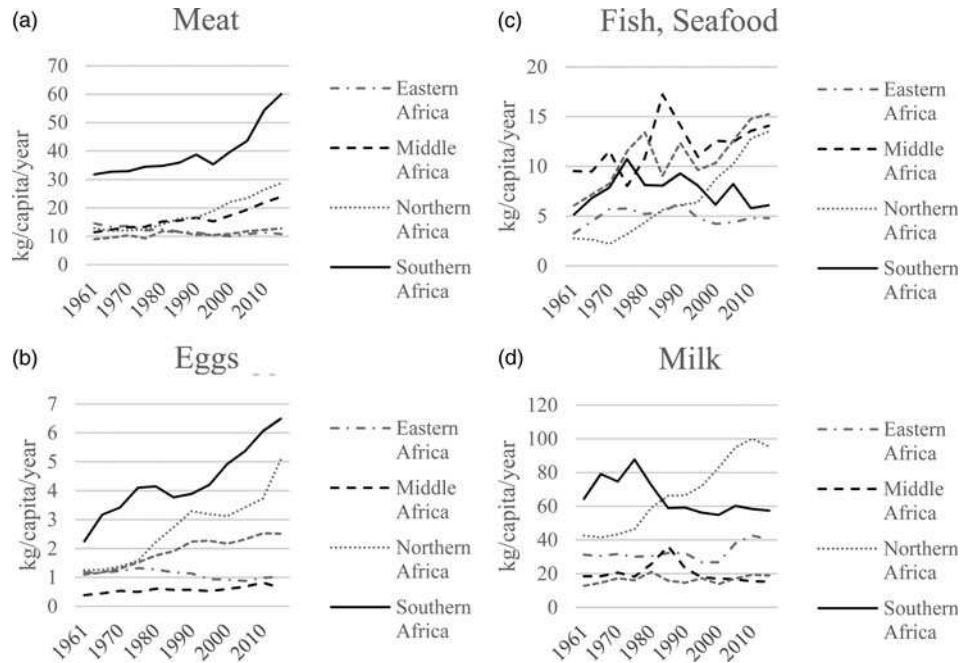 (a)
Meat
kg/capita/year
70
60
50
40
30
20
10
0
1961
1970
1980
1990
2000
2010
Eastern
Africa
Middle
Africa
Northern
Africa
Southern
Africa
(c)
Fish, Seafood
kg/capita/year
20
15
10
5
0
1961
1970
1980
1990
2000
2010
Eastern
Africa
Middle
Africa
Northern
Africa
Southern
Africa
(b)
Eggs
kg/capita/year
7
6
5
4
3
2
1
0
1961
1970
1980
1990
2000
2010
Eastern
Africa
Middle
Africa
Northern
Africa
Southern
Africa
(d)
Milk
kg/capita/year
120
100
80
60
40
20
0
1961
1970
1980
1990
2000
2010
Eastern
Africa
Middle
Africa
Northern
Africa
Southern
Africa